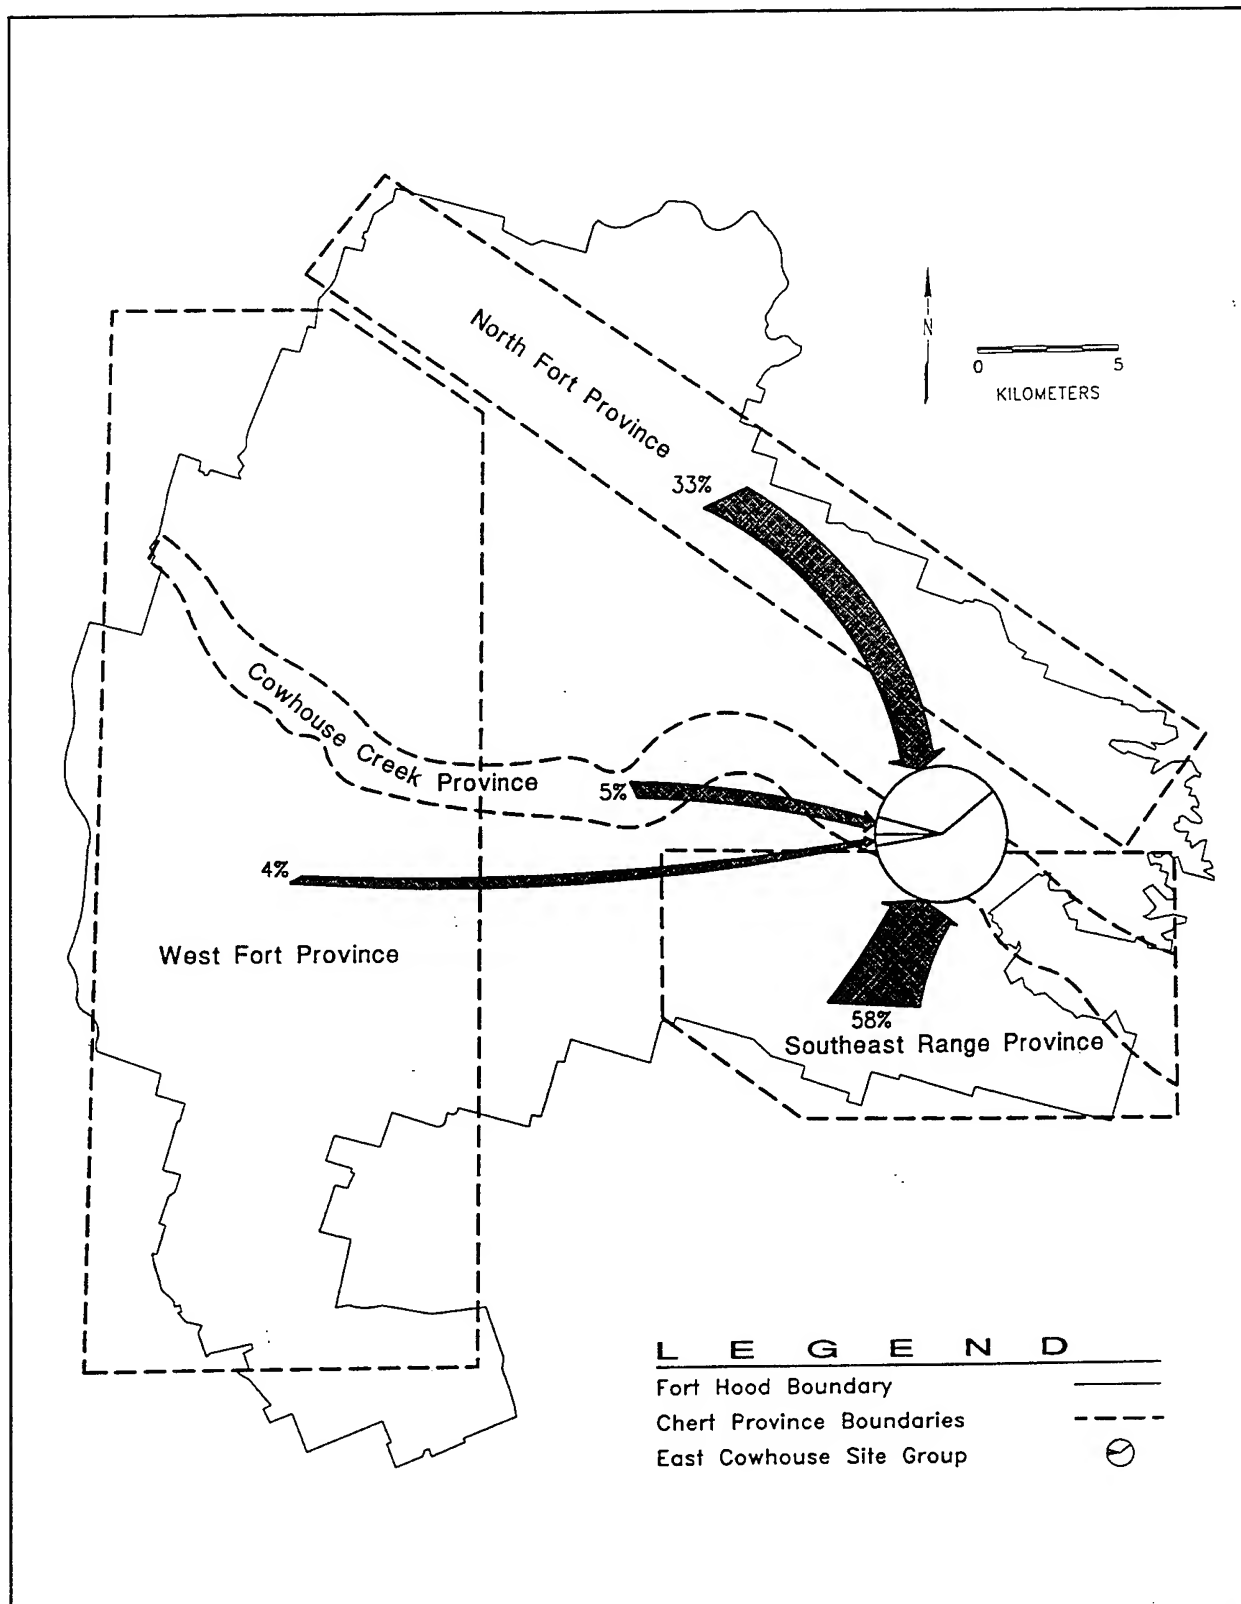 North Fort Province
N
0 5
KILOMETERS
33%
Cowhouse Creek Province
5%
4%
West Fort Province
58%
Southeast Range Province
LEGEND
Fort Hood Boundary
Chert Province Boundaries
East Cowhouse Site Group